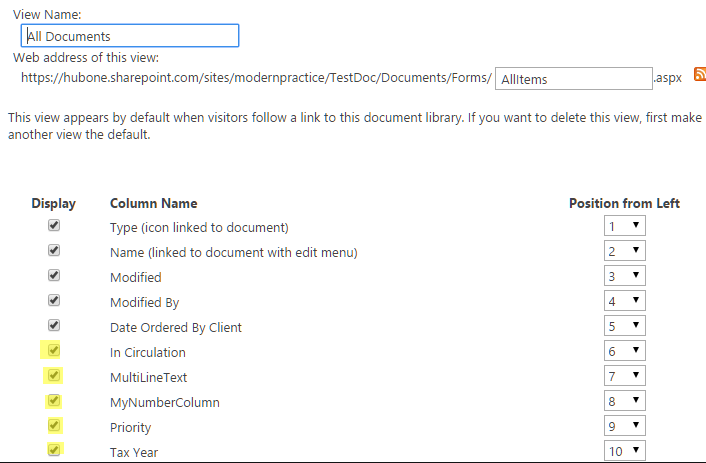 View Name:
All Documents
Web address of this view:
https://hubone.sharepoint.com/sites/modernpractice/TestDoc/Documents/Forms/ AllItems .aspx
This view appears by default when visitors follow a link to this document library. If you want to delete this view, first make
another view the default.
Display Column Name Position from Left
Type (icon linked to document) 1
Name (linked to document with edit menu) 2
Modified 3
Modified By 4
Date Ordered By Client 5
In Circulation 6
MultiLineText 7
MyNumberColumn 8
Priority 9
Tax Year 10